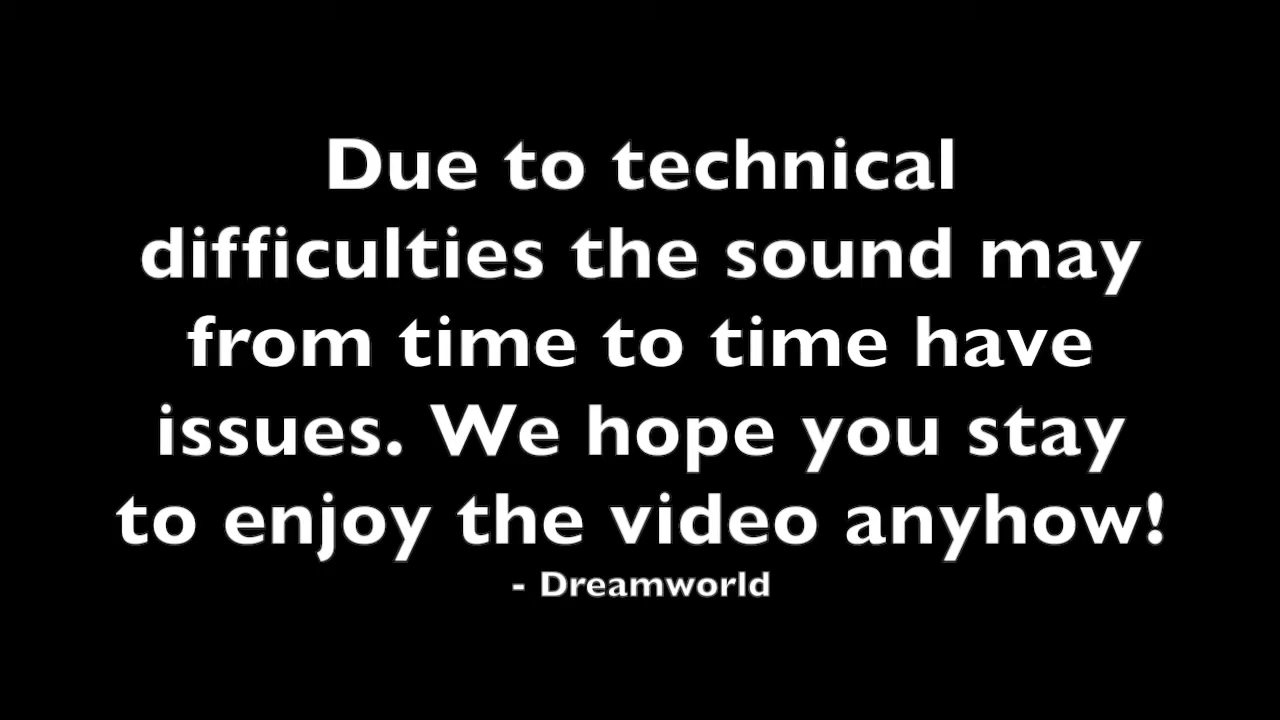 Due to technical
difficulties the sound may
from time to time have
issues. We hope you stay
to enjoy the video anyhow!
- Dreamworld